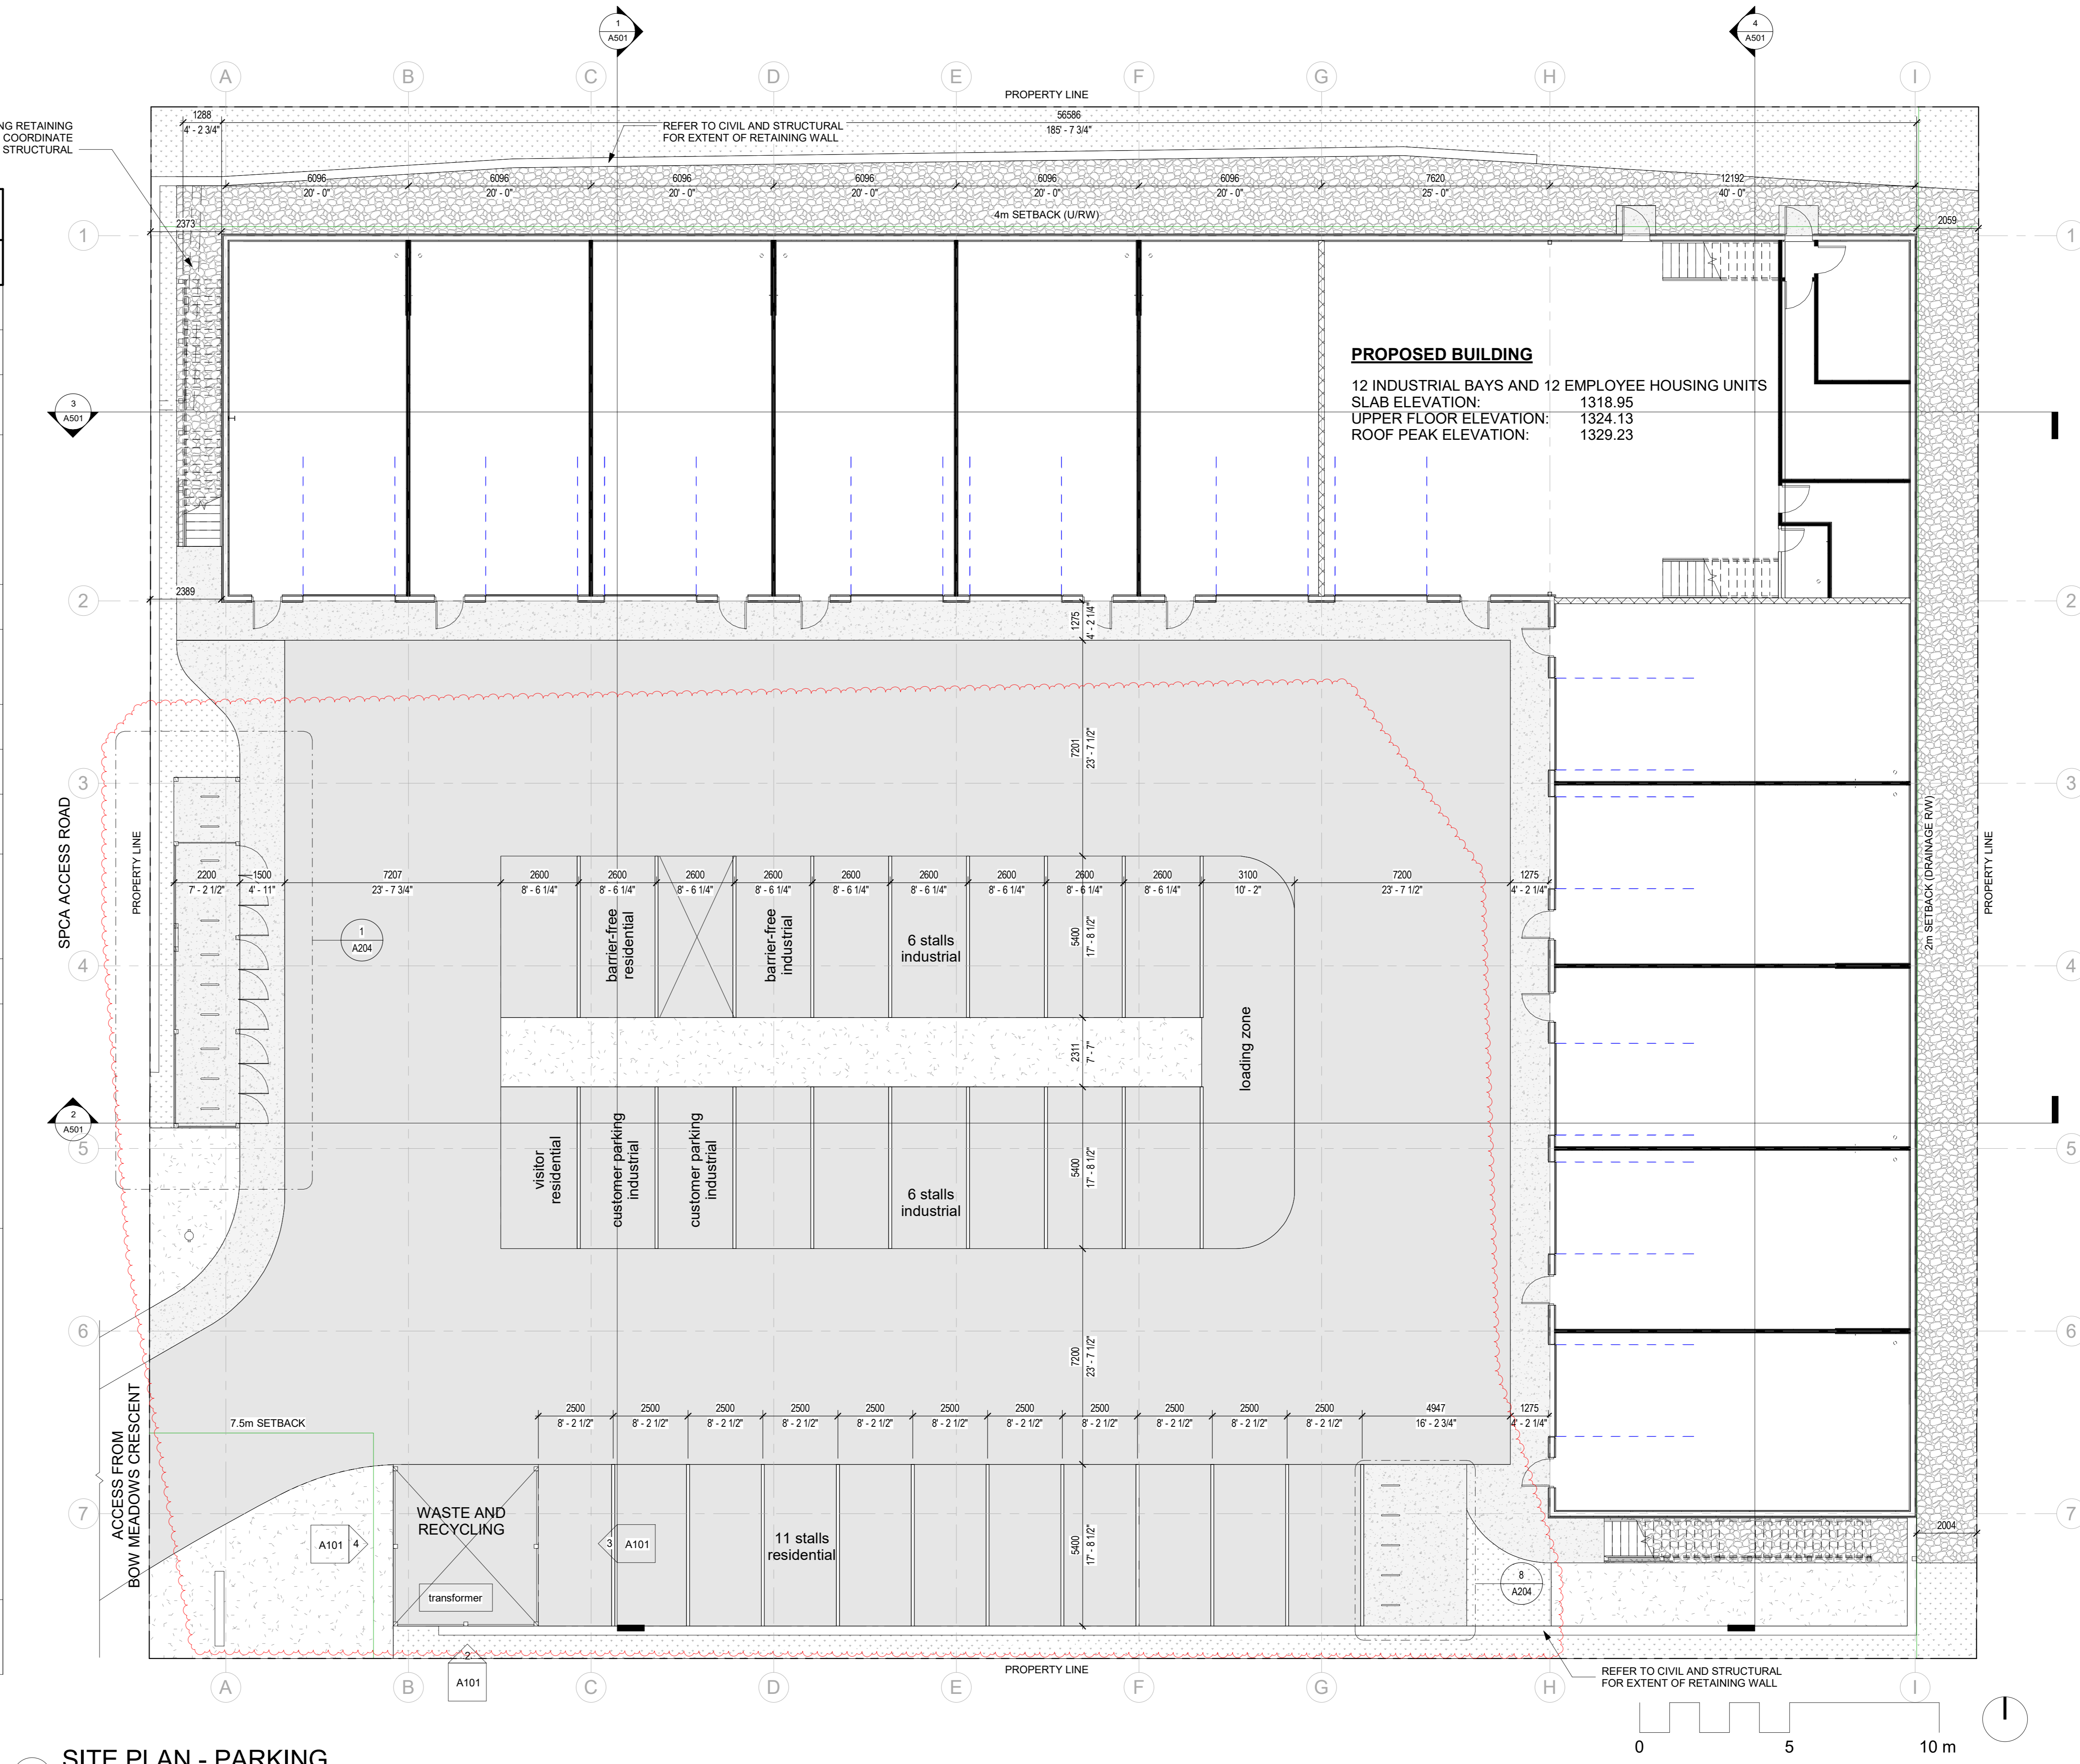 1
A501
4
A501
A
B
C
D
E
F
G
H
I
PROPERTY LINE
NG RETAINING
COORDINATE
STRUCTURAL
1288
4' - 2 3/4"
REFER TO CIVIL AND STRUCTURAL
FOR EXTENT OF RETAINING WALL
56586
185' - 7 3/4"
6096
20' - 0"
6096
20' - 0"
6096
20' - 0"
6096
20' - 0"
6096
20' - 0"
6096
20' - 0"
7620
25' - 0"
12192
40' - 0"
4m SETBACK (U/RW)
2373
2059
1
1
PROPOSED BUILDING
12 INDUSTRIAL BAYS AND 12 EMPLOYEE HOUSING UNITS
SLAB ELEVATION: 1318.95
UPPER FLOOR ELEVATION: 1324.13
ROOF PEAK ELEVATION: 1329.23
3
A501
2389
2
2
1275
4' - 2 1/4"
7201
23' - 7 1/2"
3
3
SPCA ACCESS ROAD
PROPERTY LINE
2m SETBACK (DRAINAGE R/W)
PROPERTY LINE
2200
7' - 2 1/2"
1500
4' - 11"
7207
23' - 7 3/4"
2600
8' - 6 1/4"
2600
8' - 6 1/4"
2600
8' - 6 1/4"
2600
8' - 6 1/4"
2600
8' - 6 1/4"
2600
8' - 6 1/4"
2600
8' - 6 1/4"
2600
8' - 6 1/4"
2600
8' - 6 1/4"
3100
10' - 2"
7200
23' - 7 1/2"
1275
4' - 2 1/4"
1
A204
barrier-free
residential
barrier-free
industrial
6 stalls
industrial
5400
17' - 8 1/2"
4
4
2311
7' - 7"
loading zone
2
A501
5
5
visitor
residential
customer parking
industrial
customer parking
industrial
6 stalls
industrial
5400
17' - 8 1/2"
6
6
7200
23' - 7 1/2"
ACCESS FROM
BOW MEADOWS CRESCENT
7.5m SETBACK
2500
8' - 2 1/2"
2500
8' - 2 1/2"
2500
8' - 2 1/2"
2500
8' - 2 1/2"
2500
8' - 2 1/2"
2500
8' - 2 1/2"
2500
8' - 2 1/2"
2500
8' - 2 1/2"
2500
8' - 2 1/2"
2500
8' - 2 1/2"
2500
8' - 2 1/2"
4947
16' - 2 3/4"
1275
4' - 2 1/4"
7
7
WASTE AND
RECYCLING
A101
4
3
A101
11 stalls
residential
5400
17' - 8 1/2"
2004
transformer
8
A204
2
A101
PROPERTY LINE
REFER TO CIVIL AND STRUCTURAL
FOR EXTENT OF RETAINING WALL
A
B
C
D
E
F
G
H
I
0
5
10 m
SITE PLAN - PARKING